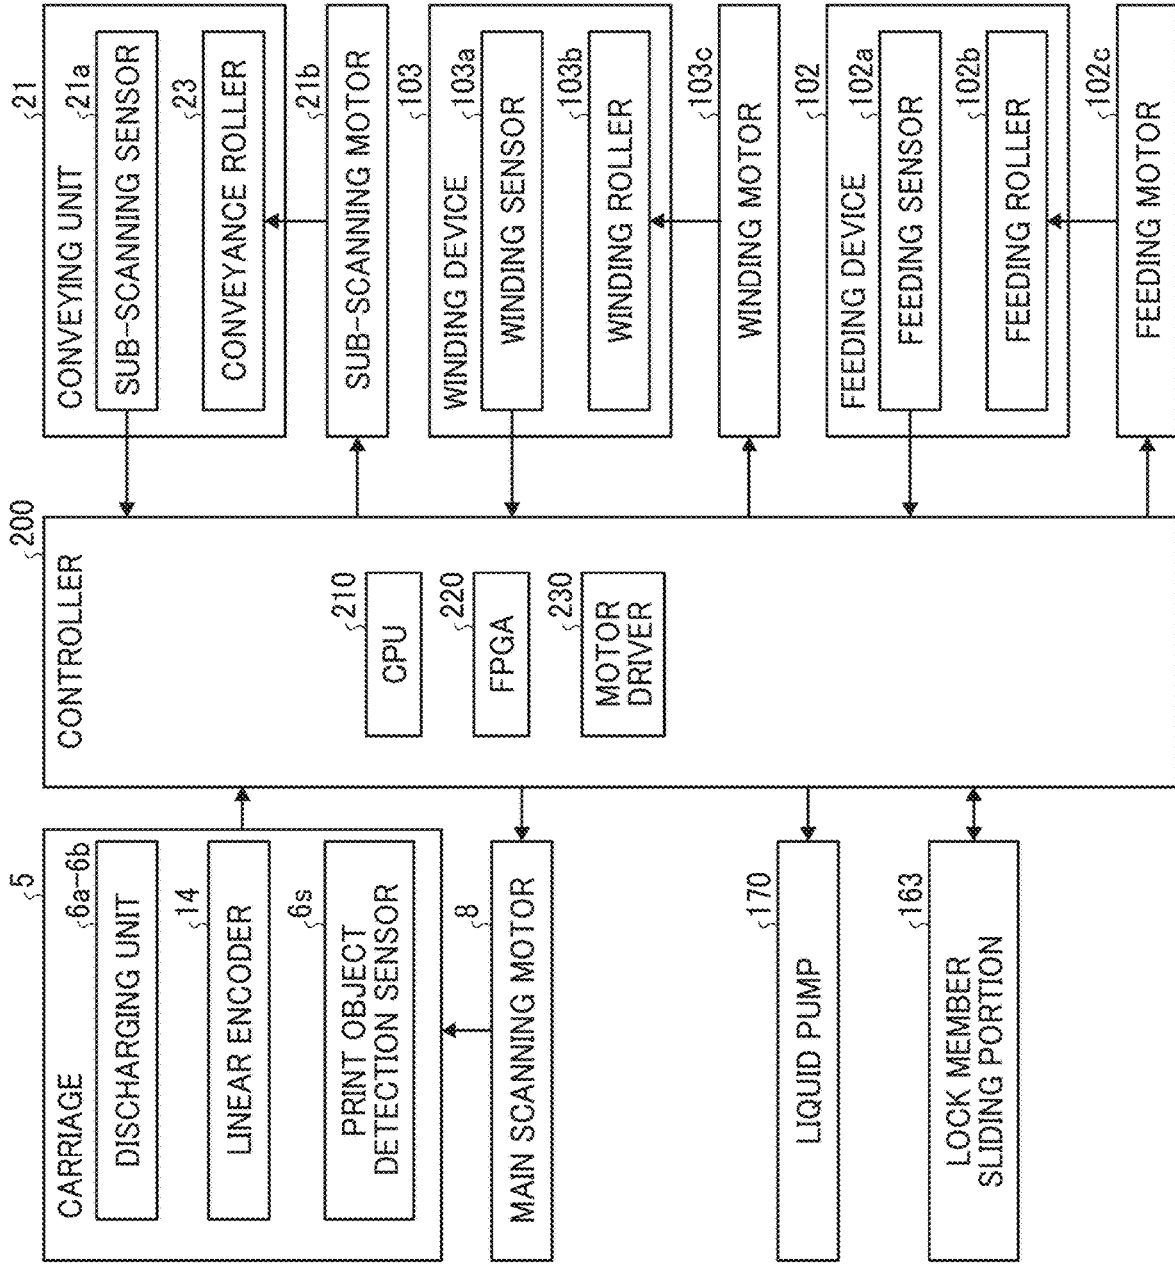 5
CARRIAGE
6a-6b
DISCHARGING UNIT
14
LINEAR ENCODER
6s
PRINT OBJECT
DETECTION SENSOR
8
MAIN SCANNING MOTOR
170
LIQUID PUMP
163
LOCK MEMBER
SLIDING PORTION
200
CONTROLLER
210
CPU
220
FPGA
230
MOTOR
DRIVER
21
CONVEYING UNIT
21a
SUB-SCANNING SENSOR
23
CONVEYANCE ROLLER
21b
SUB-SCANNING MOTOR
103
WINDING DEVICE
103a
WINDING SENSOR
103b
WINDING ROLLER
103c
WINDING MOTOR
102
FEEDING DEVICE
102a
FEEDING SENSOR
102b
FEEDING ROLLER
102c
FEEDING MOTOR